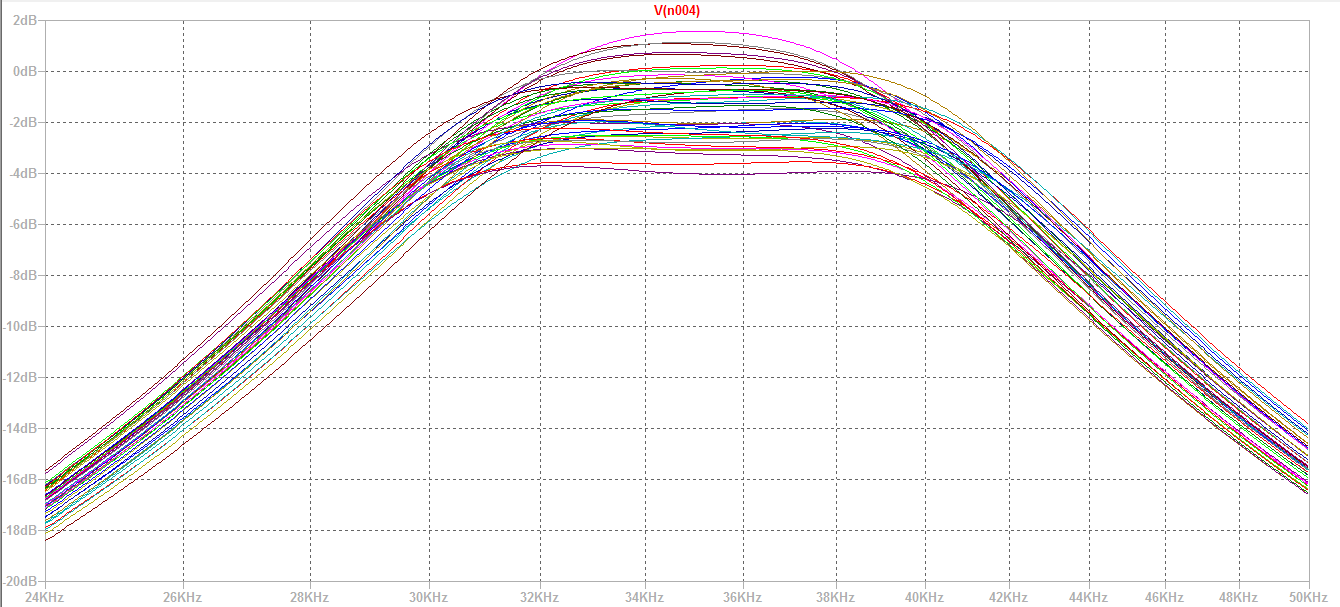 V(n004)
2dB
0dB
-2dB
-4dB
-6dB
-8dB
-10dB
-12dB
-14dB
-16dB
-18dB
-20dB
24KHz 26KHz 28KHz 30KHz 32KHz 34KHz 36KHz 38KHz 40KHz 42KHz 44KHz 46KHz 48KHz 50KHz